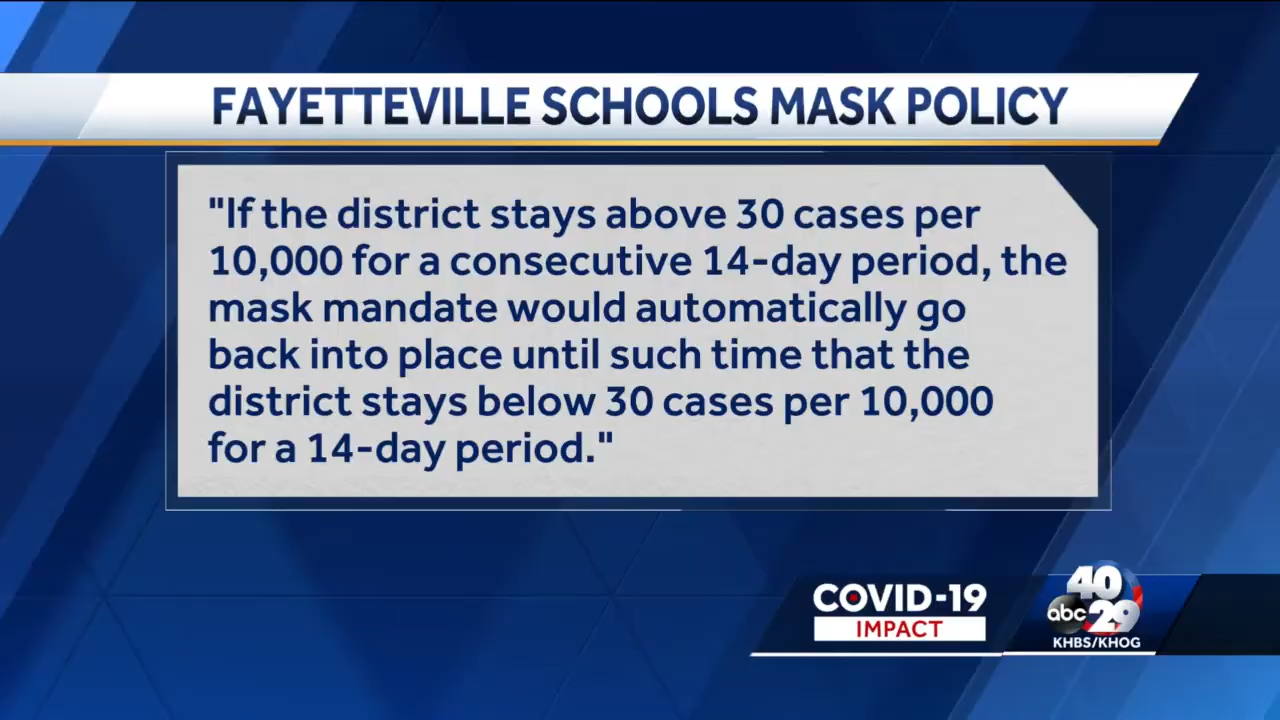 FAYETTEVILLE SCHOOLS MASK POLICY
"If the district stays above 30 cases per
10,000 for a consecutive 14-day period, the
mask mandate would automatically go
back into place until such time that the
district stays below 30 cases per 10,000
for a 14-day period."
COVID-19
IMPACT
40
abc 29
KHBS/KHOG